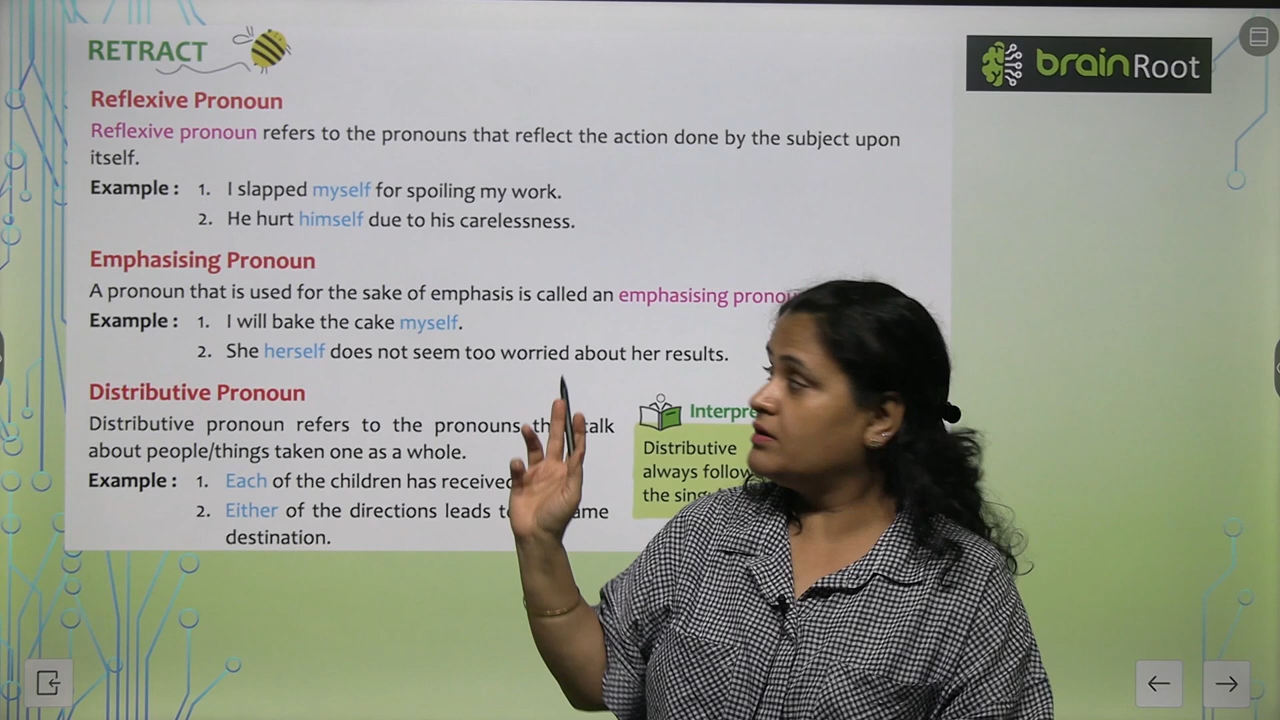 RETRACT
brainRoot
Reflexive Pronoun
Reflexive pronoun refers to the pronouns that reflect the action done by the subject upon
itself.
Example : 1. I slapped myself for spoiling my work.
2. He hurt himself due to his carelessness.
Emphasising Pronoun
A pronoun that is used for the sake of emphasis is called an emphasising
Example : 1. I will bake the cake myself.
2. She herself does not seem too worried about her results.
Distributive Pronoun
Distributive pronoun refers to the pronouns talk
about people/things taken one as a whole.
Example : 1. Each of the children has received
2. Either of the directions leads
destination.
Distributive
always follow
the